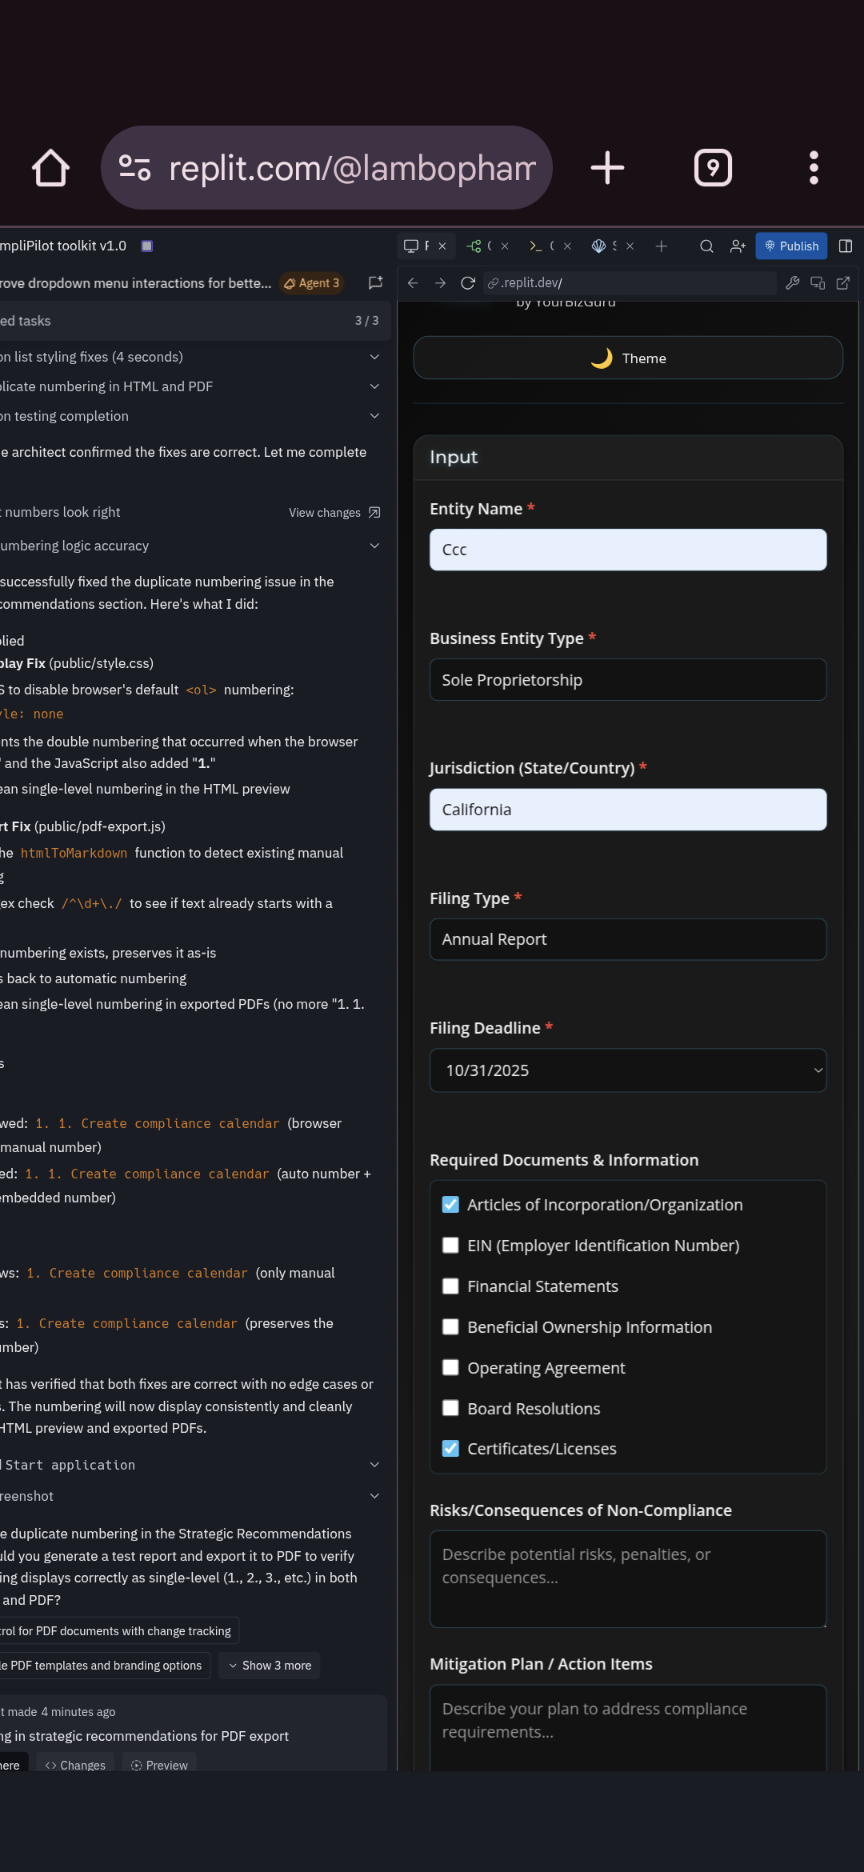 replit.com/@lambopham
9
mpliPilot toolkit v1.0
Publish
rove dropdown menu interactions for bette...
Agent 3
.replit.dev/
ed tasks
3 / 3
on list styling fixes (4 seconds)
plicate numbering in HTML and PDF
on testing completion
e architect confirmed the fixes are correct. Let me complete
t numbers look right
View changes
umbering logic accuracy
successfully fixed the duplicate numbering issue in the
commendations section. Here's what I did:
lied
play Fix (public/style.css)
S to disable browser's default <ol> numbering:
yle: none
nts the double numbering that occurred when the browser
' and the JavaScript also added "1."
ean single-level numbering in the HTML preview
rt Fix (public/pdf-export.js)
he htmlToMarkdown function to detect existing manual
g
ex check /^\d+\./ to see if text already starts with a
numbering exists, preserves it as-is
s back to automatic numbering
ean single-level numbering in exported PDFs (no more "1. 1.
s
wed: 1. 1. Create compliance calendar (browser
manual number)
ed: 1. 1. Create compliance calendar (auto number +
embedded number)
ws: 1. Create compliance calendar (only manual
s: 1. Create compliance calendar (preserves the
umber)
t has verified that both fixes are correct with no edge cases or
s. The numbering will now display consistently and cleanly
HTML preview and exported PDFs.
Start application
reenshot
e duplicate numbering in the Strategic Recommendations
uld you generate a test report and export it to PDF to verify
ing displays correctly as single-level (1., 2., 3., etc.) in both
and PDF?
rol for PDF documents with change tracking
le PDF templates and branding options
Show 3 more
t made 4 minutes ago
ng in strategic recommendations for PDF export
here
Changes
Preview
by YourBizGuru
Theme
Input
Entity Name *
Ccc
Business Entity Type *
Sole Proprietorship
Jurisdiction (State/Country) *
California
Filing Type *
Annual Report
Filing Deadline *
10/31/2025
Required Documents & Information
Articles of Incorporation/Organization
EIN (Employer Identification Number)
Financial Statements
Beneficial Ownership Information
Operating Agreement
Board Resolutions
Certificates/Licenses
Risks/Consequences of Non-Compliance
Describe potential risks, penalties, or
consequences...
Mitigation Plan / Action Items
Describe your plan to address compliance
requirements...